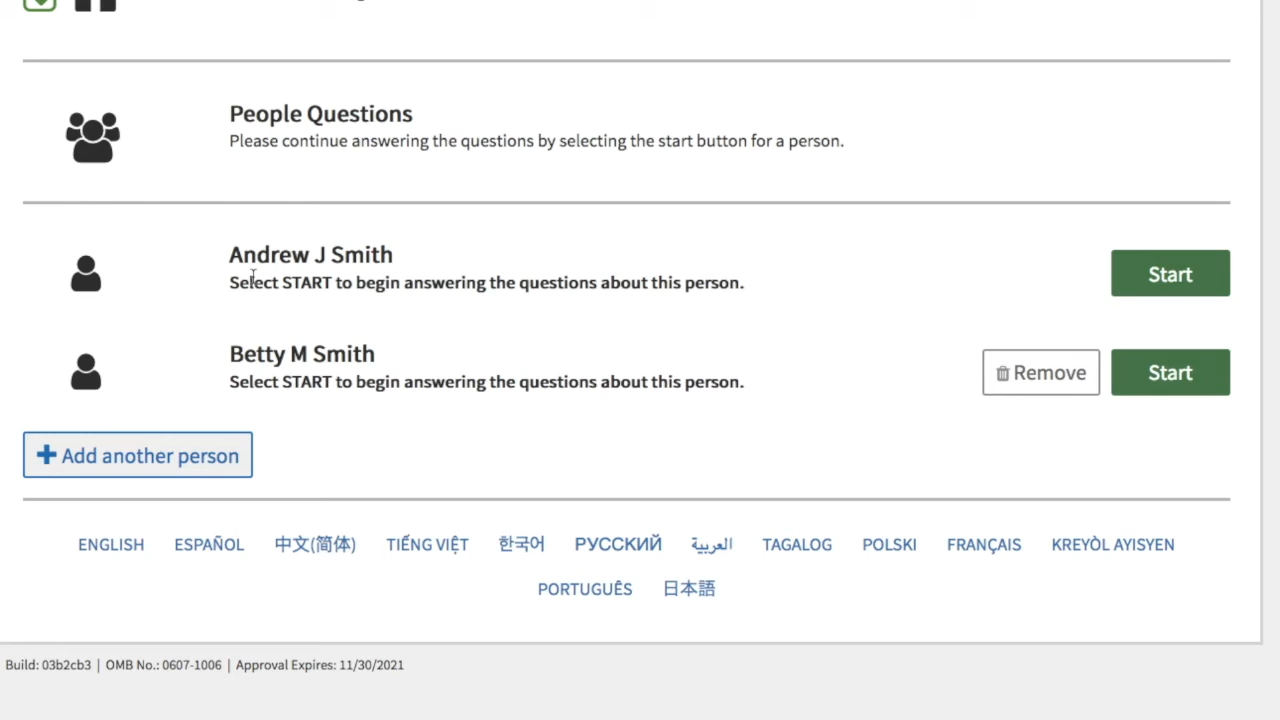 People Questions
Please continue answering the questions by selecting the start button for a person.
Andrew J Smith
Select START to begin answering the questions about this person.
Start
Betty M Smith
Select START to begin answering the questions about this person.
Remove
Start
Add another person
ENGLISH ESPAÑOL 中文(简体) TIẾNG VIỆT 한국어 РУССКИЙ العربية TAGALOG POLSKI FRANÇAIS KREYÒL AYISYEN
PORTUGUÊS 日本語
Build: 03b2cb3 | OMB No.: 0607-1006 | Approval Expires: 11/30/2021